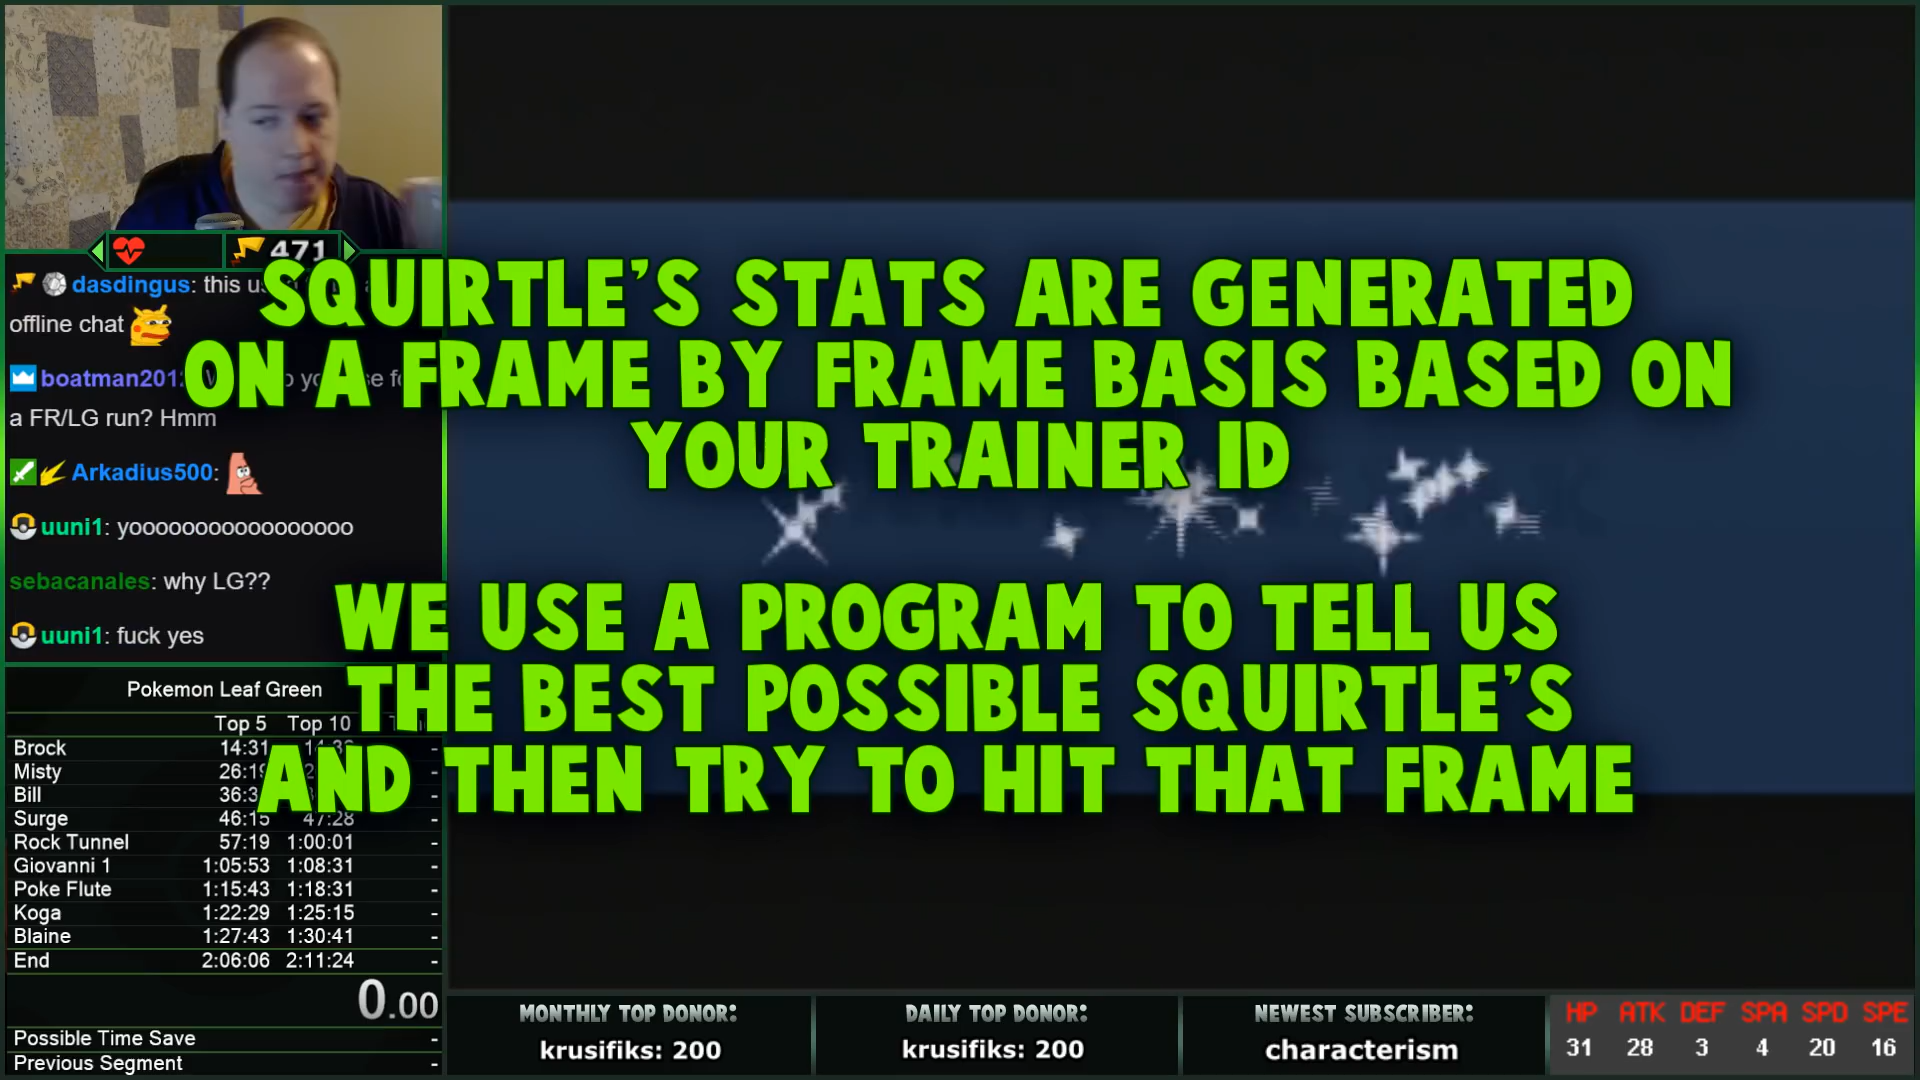 471
dasdingus: this
offline chat
boatman201
a FR/LG run? Hmm
Arkadius500:
uuni1: yooooooooooooooooo
sebacanales: why LG??
uuni1: fuck yes
SQUIRTLE'S STATS ARE GENERATED
ON A FRAME BY FRAME BASIS BASED ON
YOUR TRAINER ID
WE USE A PROGRAM TO TELL US
THE BEST POSSIBLE SQUIRTLE'S
AND THEN TRY TO HIT THAT FRAME
Pokemon Leaf Green
Top 5 Top 10
Brock 14:31 -
Misty -
Bill -
Surge 46:15 47:28 -
Rock Tunnel 57:19 1:00:01 -
Giovanni 1 1:05:53 1:08:31 -
Poke Flute 1:15:43 1:18:31 -
Koga 1:22:29 1:25:15 -
Blaine 1:27:43 1:30:41 -
End 2:06:06 2:11:24 -
0.00
Possible Time Save -
Previous Segment -
MONTHLY TOP DONOR:
krusifiks: 200
DAILY TOP DONOR:
krusifiks: 200
NEWEST SUBSCRIBER:
characterism
HP ATK DEF SPA SPD SPE
31 28 3 4 20 16